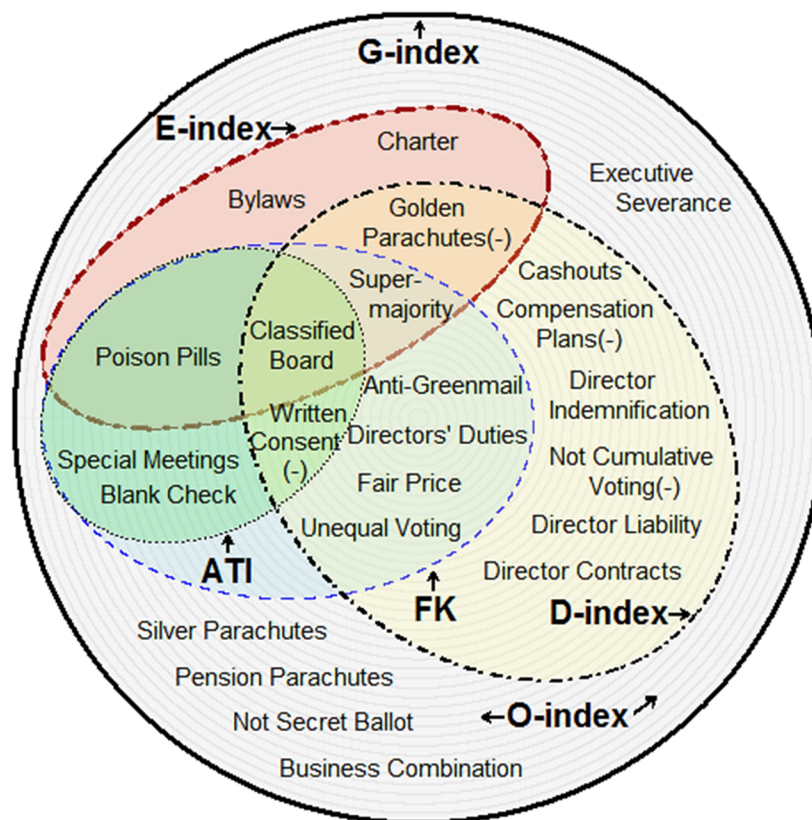 G-index
E-index
Charter
Executive
Severance
Bylaws
Golden
Parachutes(-)
Cashouts
Super-
majority
Compensation
Plans(-)
Classified
Board
Poison Pills
Anti-Greenmail
Director
Indemnification
Written
Consent
(-)
Directors' Duties
Special Meetings
Blank Check
Not Cumulative
Voting(-)
Fair Price
Unequal Voting
Director Liability
ATI
Director Contracts
FK
D-index
Silver Parachutes
Pension Parachutes
Not Secret Ballot
O-index
Business Combination